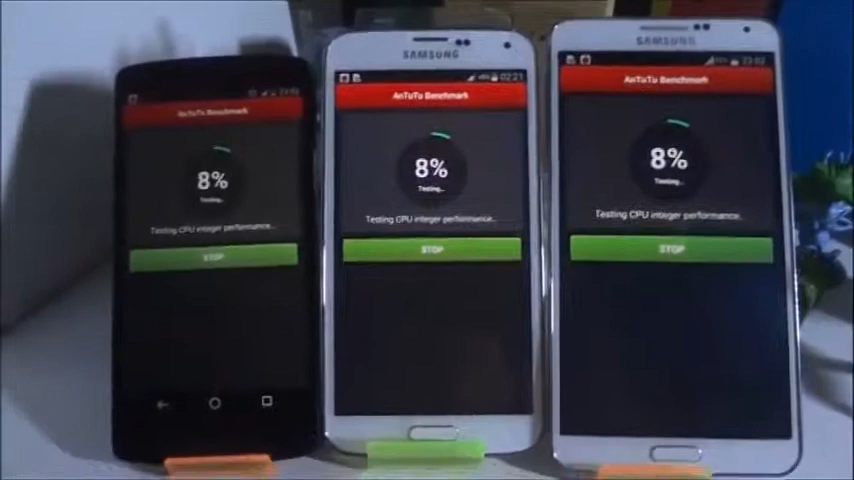 AnTuTu Benchmark
8%
Testing...
Testing CPU integer performance...
STOP
SAMSUNG
02:21
AnTuTu Benchmark
8%
Testing...
Testing CPU integer performance...
STOP
SAMSUNG
AnTuTu Benchmark
8%
Testing...
Testing CPU integer performance...
STOP